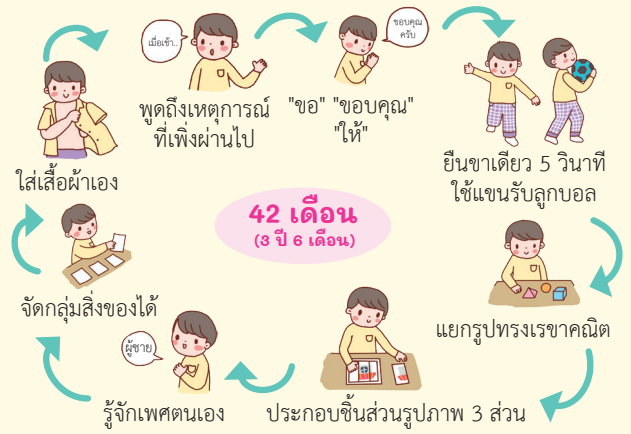 42 เดือน
(3 ปี 6 เดือน)
ใส่เสื้อผ้าเอง
เมื่อเช้า..
พูดถึงเหตุการณ์
ที่เพิ่งผ่านไป
ขอบคุณ
ครับ
"ขอ" "ขอบคุณ"
"ให้"
ยืนขาเดียว 5 วินาที
ใช้แขนรับลูกบอล
แยกรูปทรงเรขาคณิต
ประกอบชิ้นส่วนรูปภาพ 3 ส่วน
ผู้ชาย
รู้จักเพศตนเอง
จัดกลุ่มสิ่งของได้